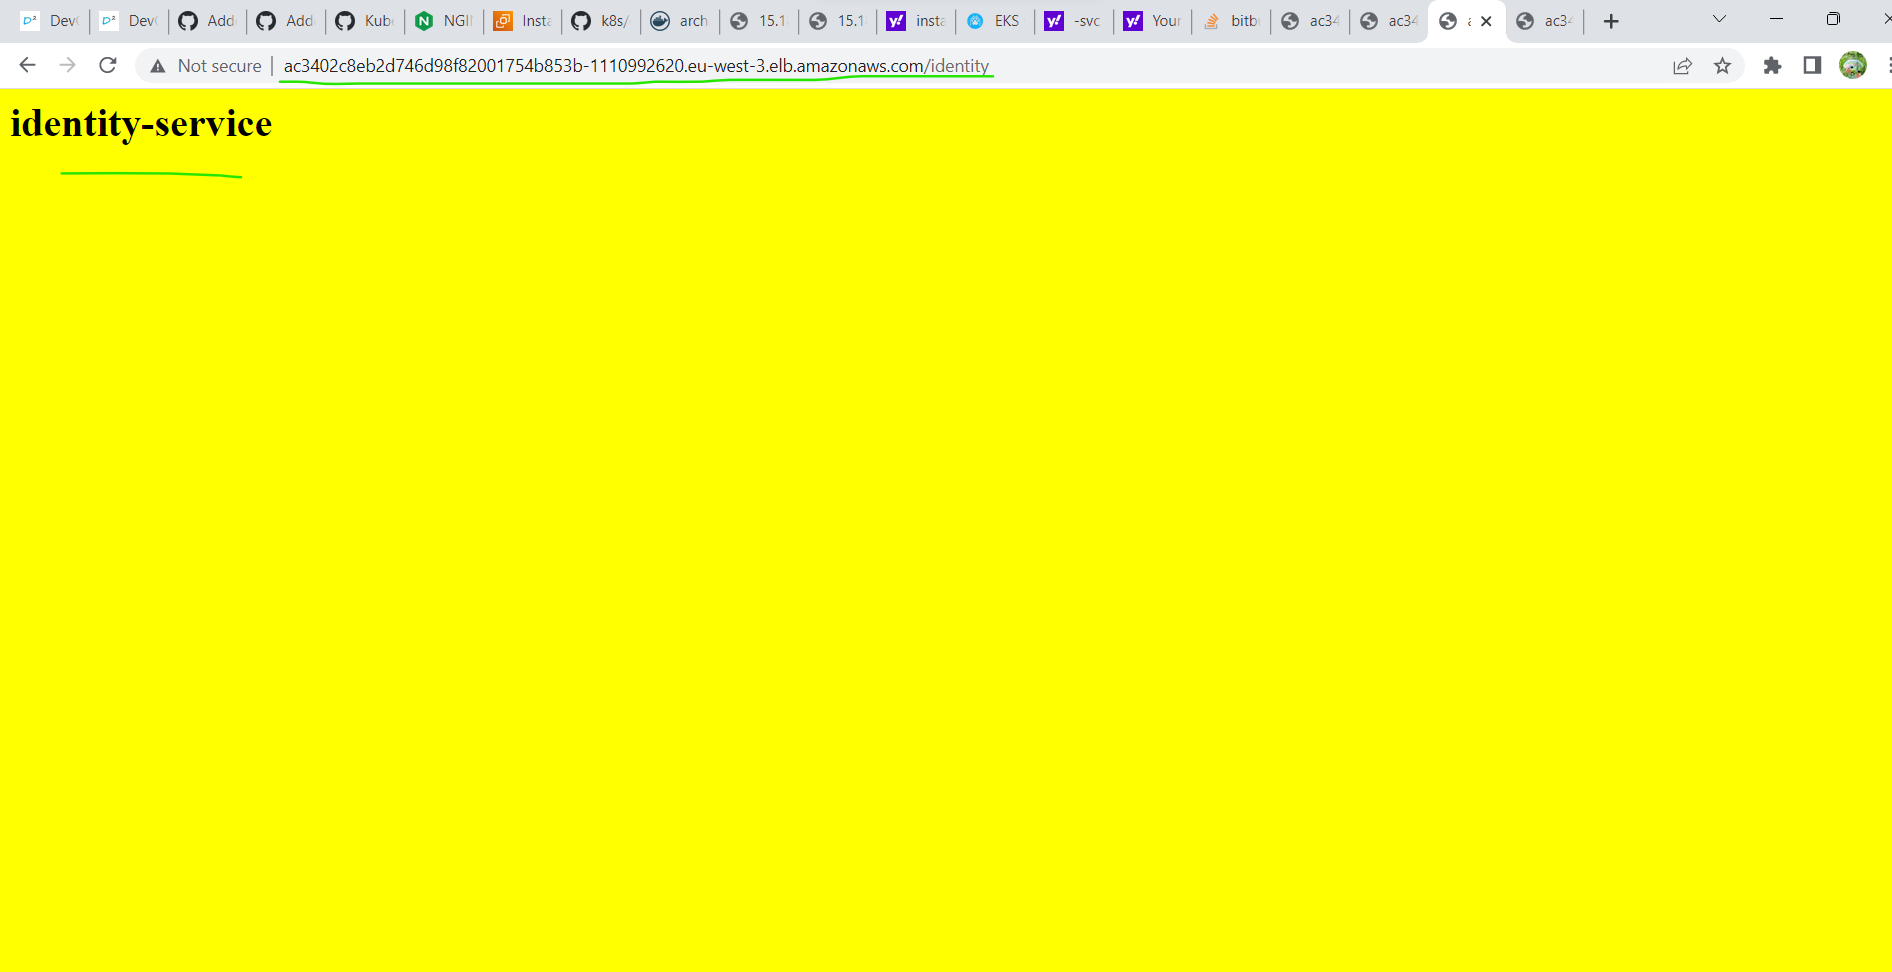 Dev Dev Add Add Kub NGI Insta k8s/ arch 15.1 15.1 insta EKS -svc Your bitb ac34 ac34 a ac34
Not secure ac3402c8eb2d746d98f82001754b853b-1110992620.eu-west-3.elb.amazonaws.com/identity
identity-service